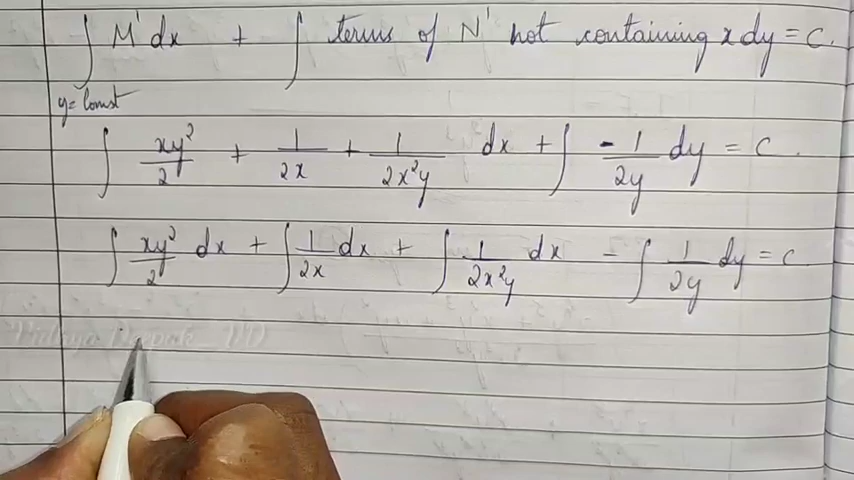 ∫ M' dx + ∫ terms of N' not containing x dy = c.
y = const
∫ xy²/2 + 1/2x + 1/2x²y dx + ∫ -1/2y dy = c.
∫ xy²/2 dx + ∫ 1/2x dx + ∫ 1/2x²y dx - ∫ 1/2y dy = c